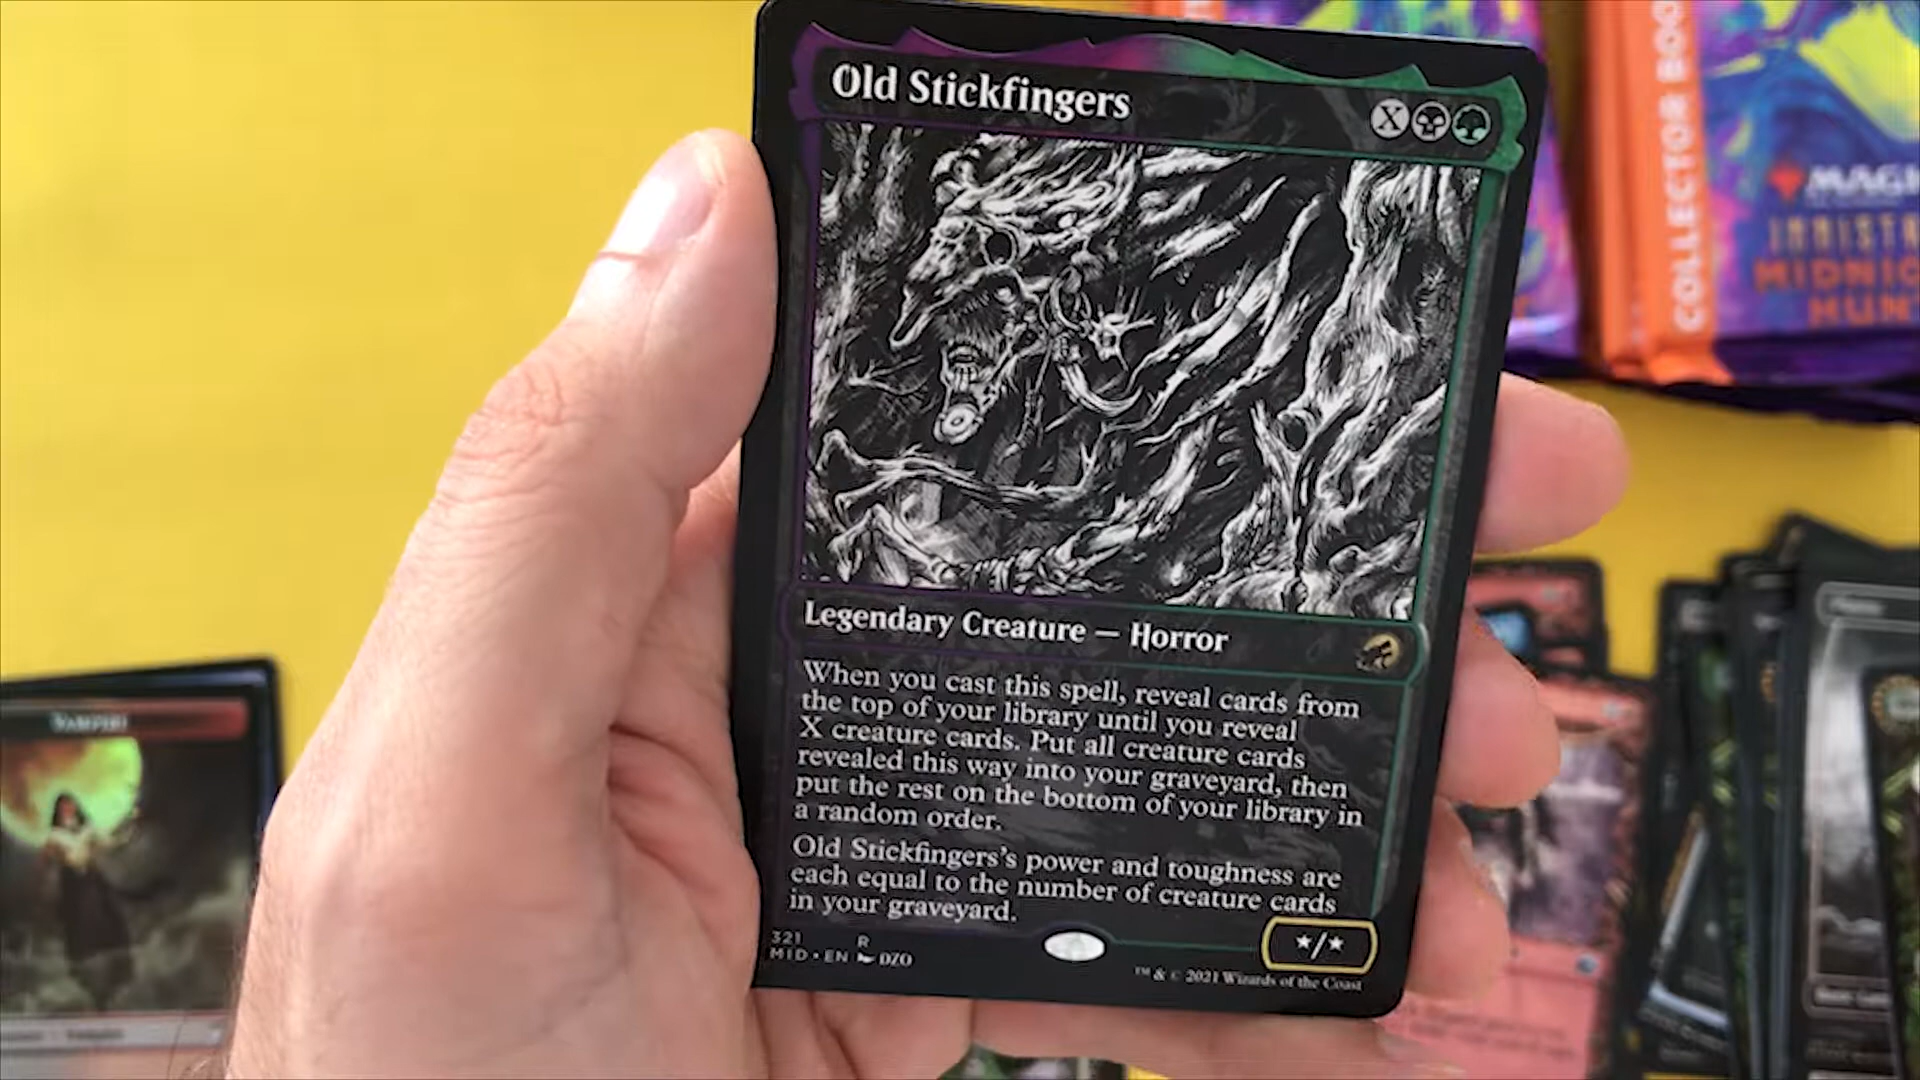 Old Stickfingers
X
Legendary Creature — Horror
When you cast this spell, reveal cards from
the top of your library until you reveal
X creature cards. Put all creature cards
revealed this way into your graveyard, then
put the rest on the bottom of your library in
a random order.
Old Stickfingers's power and toughness are
each equal to the number of creature cards
in your graveyard.
★/★
321 R
MID • EN DZO
™ & © 2021 Wizards of the Coast
COLLECTOR BOO
MAGI
INNISTR
MIDNIG
HUN